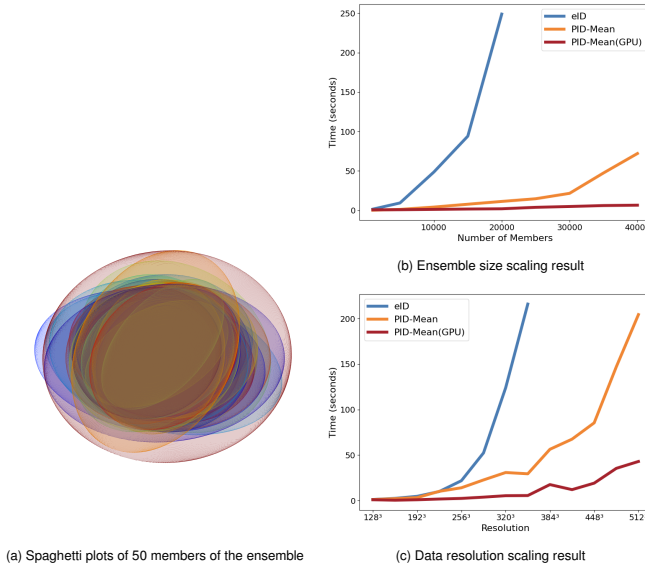 250
200
150
100
50
0
Time (seconds)
eID
PID-Mean
PID-Mean(GPU)
10000 20000 30000 4000
Number of Members
(b) Ensemble size scaling result
200
150
100
50
0
Time (seconds)
eID
PID-Mean
PID-Mean(GPU)
128³ 192³ 256³ 320³ 384³ 448³ 512
Resolution
(a) Spaghetti plots of 50 members of the ensemble
(c) Data resolution scaling result